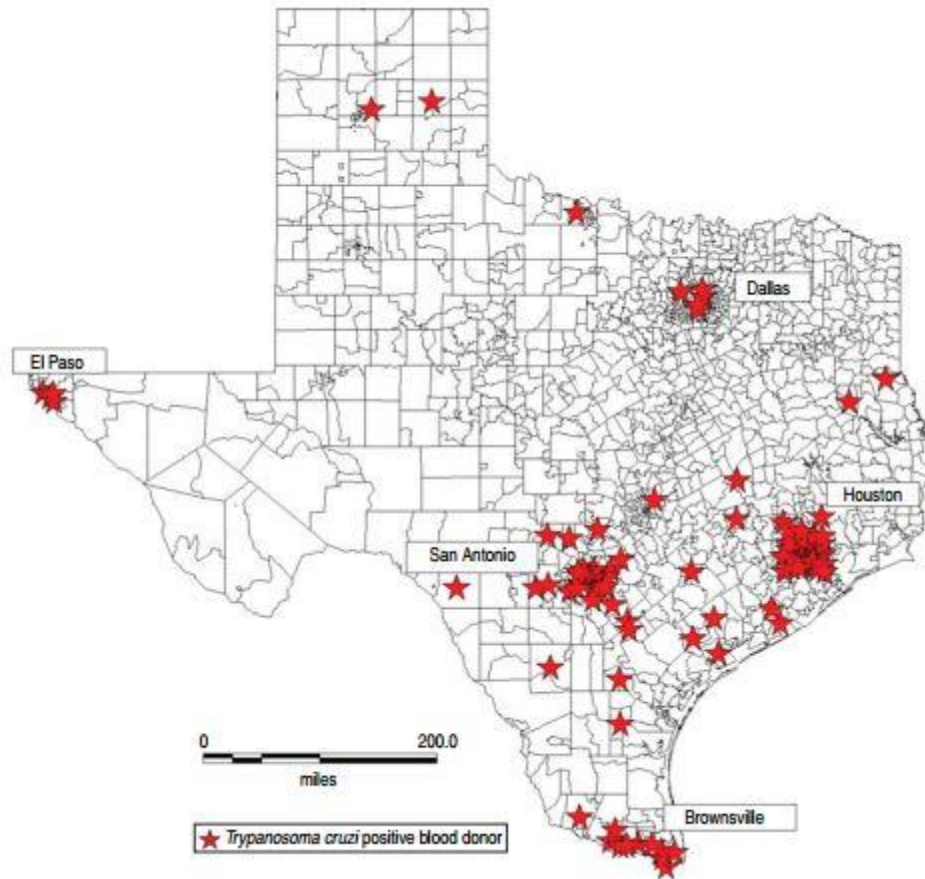 Dallas
El Paso
Houston
San Antonio
0 200.0
miles
Brownsville
Trypanosoma cruzi positive blood donor